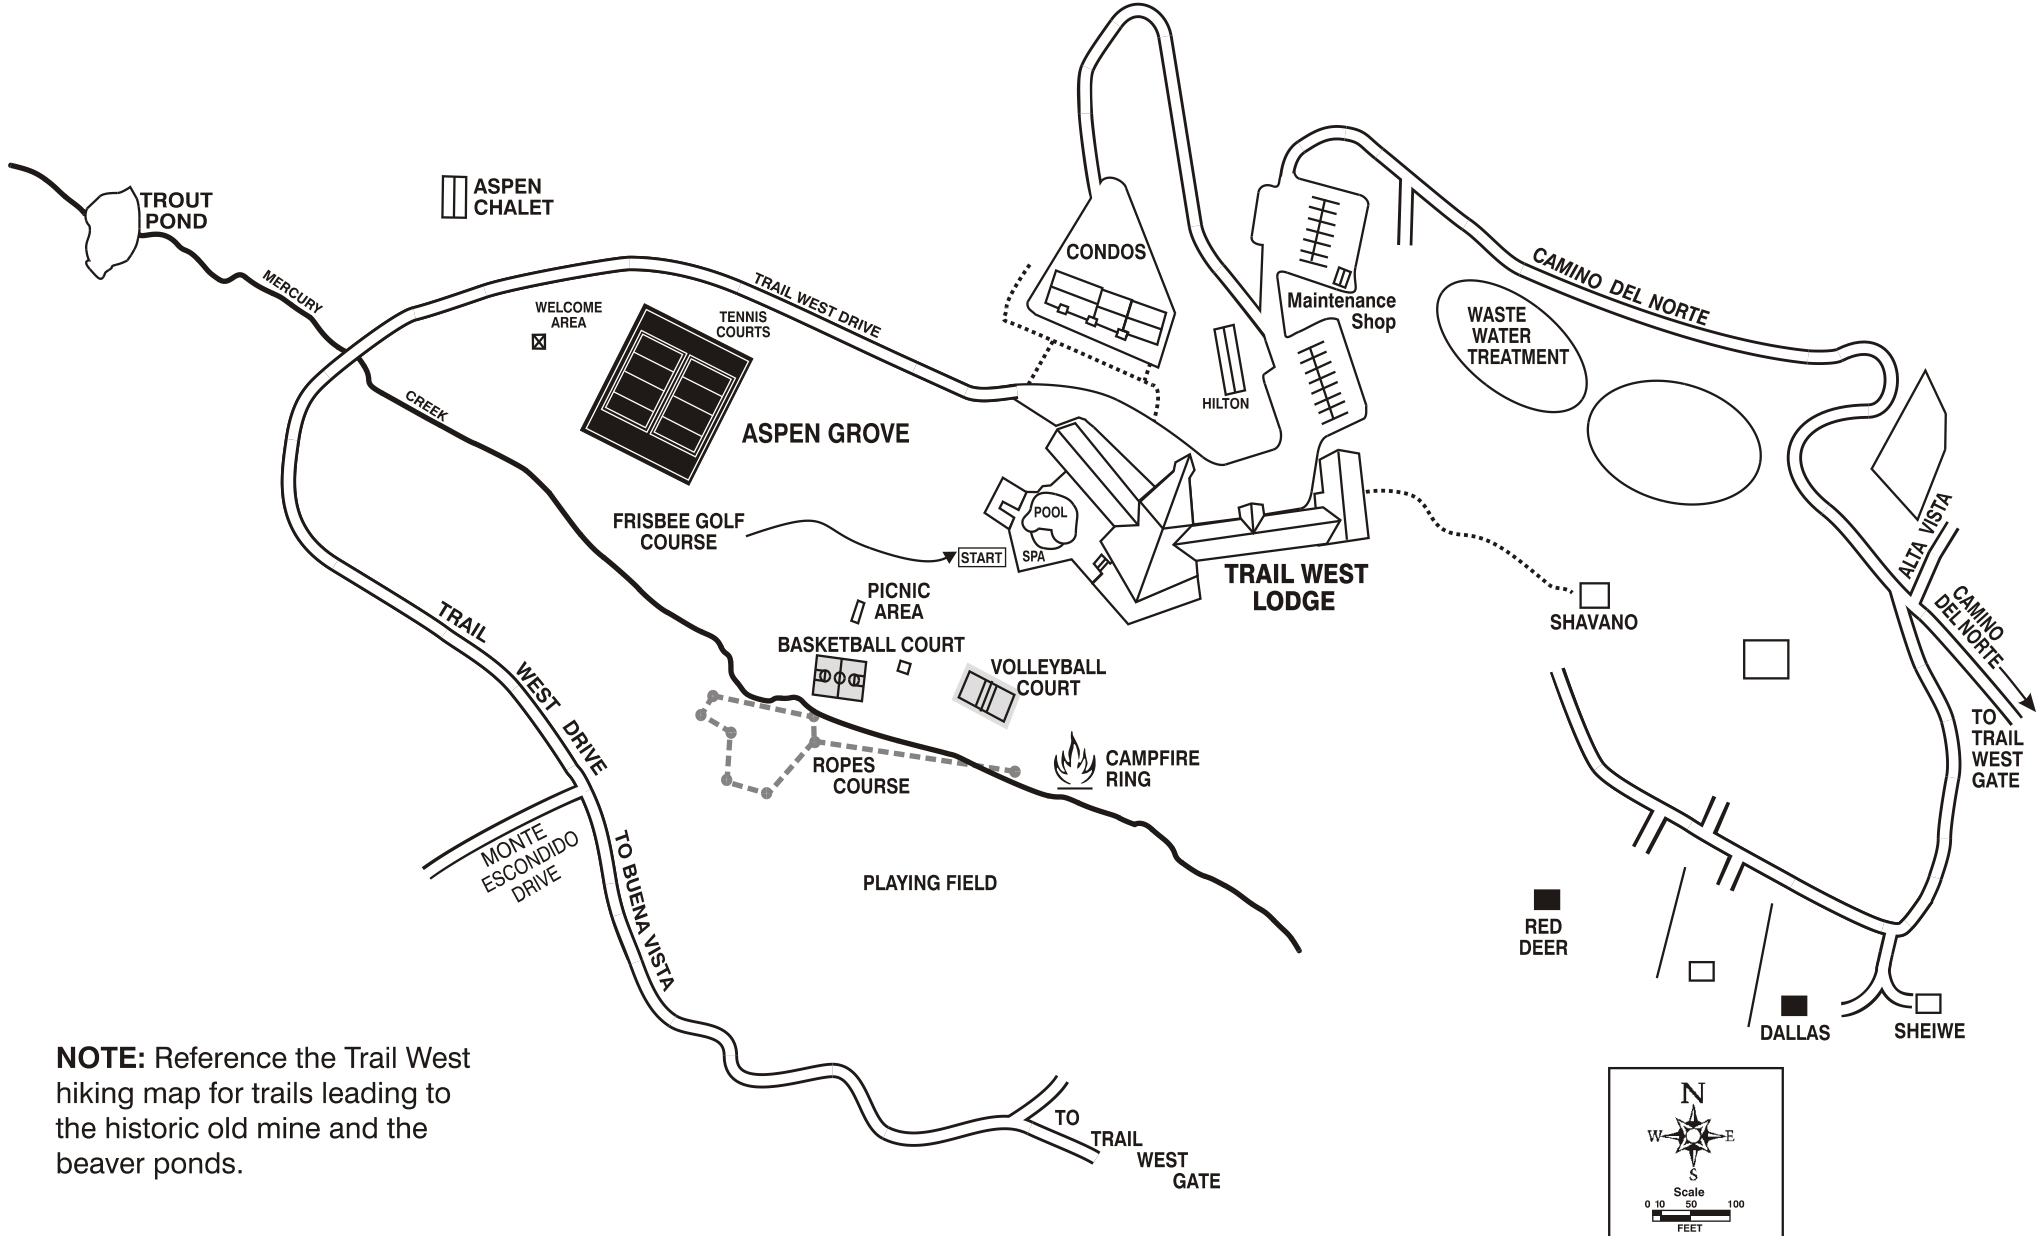 TROUT
POND
ASPEN
CHALET
MERCURY
CREEK
WELCOME
AREA
TENNIS
COURTS
TRAIL WEST DRIVE
ASPEN GROVE
CONDOS
HILTON
Maintenance
Shop
CAMINO DEL NORTE
WASTE
WATER
TREATMENT
FRISBEE GOLF
COURSE
START
POOL
SPA
TRAIL WEST
LODGE
PICNIC
AREA
BASKETBALL COURT
VOLLEYBALL
COURT
ROPES
COURSE
CAMPFIRE
RING
PLAYING FIELD
SHAVANO
ALTA VISTA
CAMINO
DEL NORTE
TO
TRAIL
WEST
GATE
TRAIL WEST DRIVE
MONTE
ESCONDIDO
DRIVE
TO BUENA VISTA
RED
DEER
DALLAS
SHEIWE
TO
TRAIL
WEST
GATE
NOTE: Reference the Trail West
hiking map for trails leading to
the historic old mine and the
beaver ponds.
N
W E
S
Scale
0 10 50 100
FEET